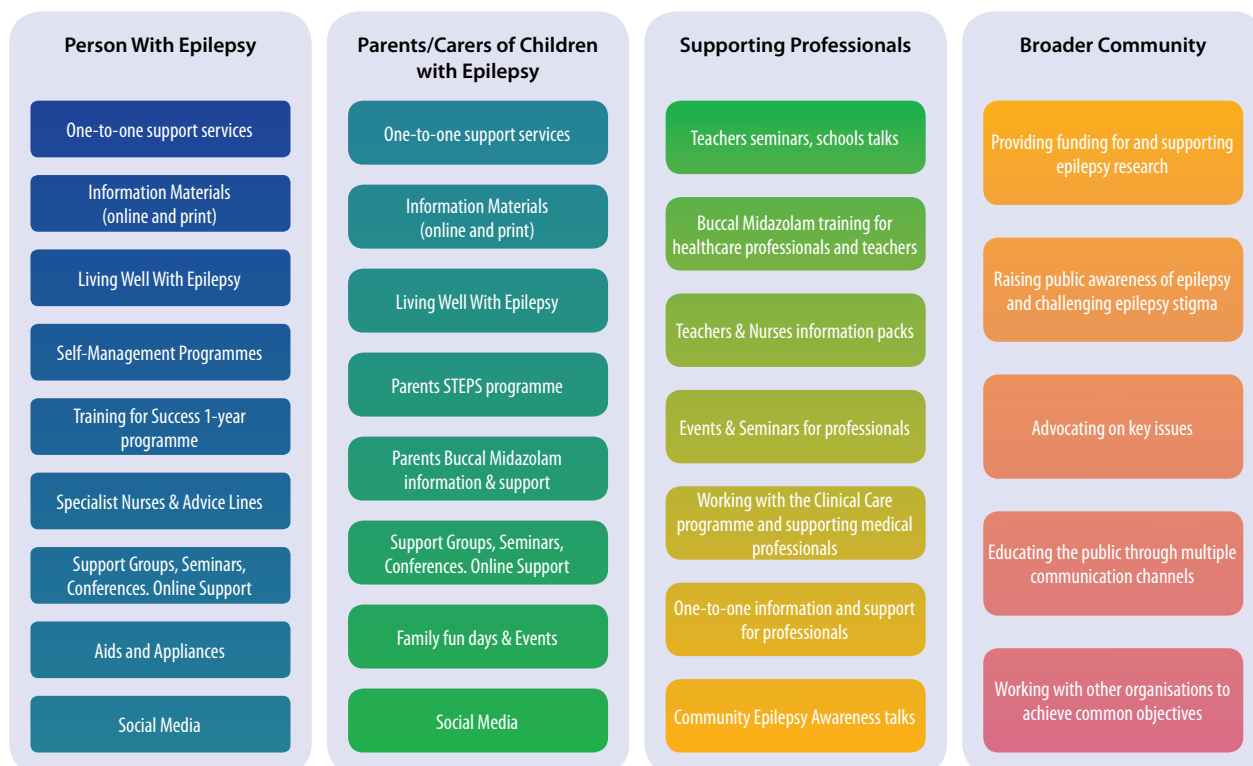 Person With Epilepsy
One-to-one support services
Information Materials
(online and print)
Living Well With Epilepsy
Self-Management Programmes
Training for Success 1-year
programme
Specialist Nurses & Advice Lines
Support Groups, Seminars,
Conferences. Online Support
Aids and Appliances
Social Media
Parents/Carers of Children
with Epilepsy
One-to-one support services
Information Materials
(online and print)
Living Well With Epilepsy
Parents STEPS programme
Parents Buccal Midazolam
information & support
Support Groups, Seminars,
Conferences. Online Support
Family fun days & Events
Social Media
Supporting Professionals
Teachers seminars, schools talks
Buccal Midazolam training for
healthcare professionals and teachers
Teachers & Nurses information packs
Events & Seminars for professionals
Working with the Clinical Care
programme and supporting medical
professionals
One-to-one information and support
for professionals
Community Epilepsy Awareness talks
Broader Community
Providing funding for and supporting
epilepsy research
Raising public awareness of epilepsy
and challenging epilepsy stigma
Advocating on key issues
Educating the public through multiple
communication channels
Working with other organisations to
achieve common objectives